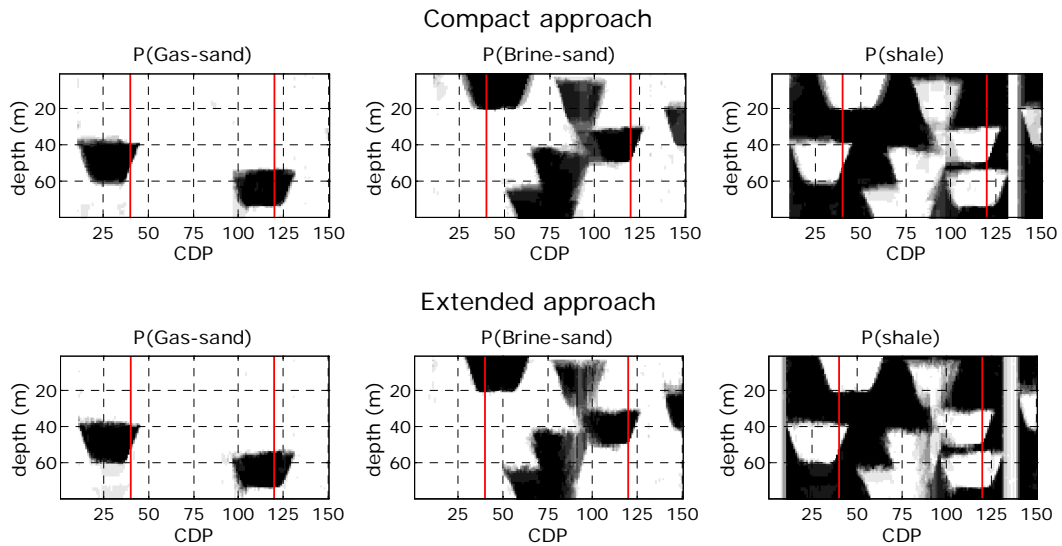 Compact approach
P(Gas-sand) P(Brine-sand) P(shale)
depth (m) depth (m) depth (m)
20 20 20
40 40 40
60 60 60
25 50 75 100 125 150 25 50 75 100 125 150 25 50 75 100 125 150
CDP CDP CDP
Extended approach
P(Gas-sand) P(Brine-sand) P(shale)
depth (m) depth (m) depth (m)
20 20 20
40 40 40
60 60 60
25 50 75 100 125 150 25 50 75 100 125 150 25 50 75 100 125 150
CDP CDP CDP